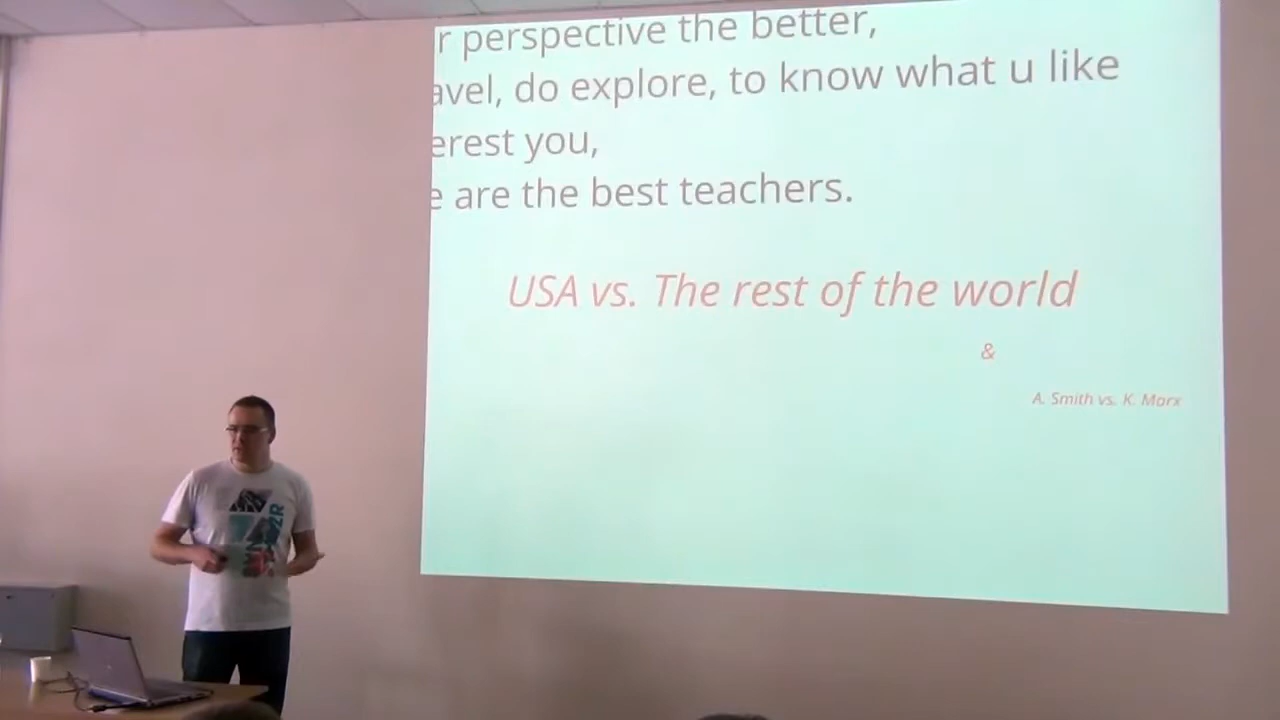 r perspective the better,
avel, do explore, to know what u like
erest you,
e are the best teachers.
USA vs. The rest of the world
&
A. Smith vs. K. Marx